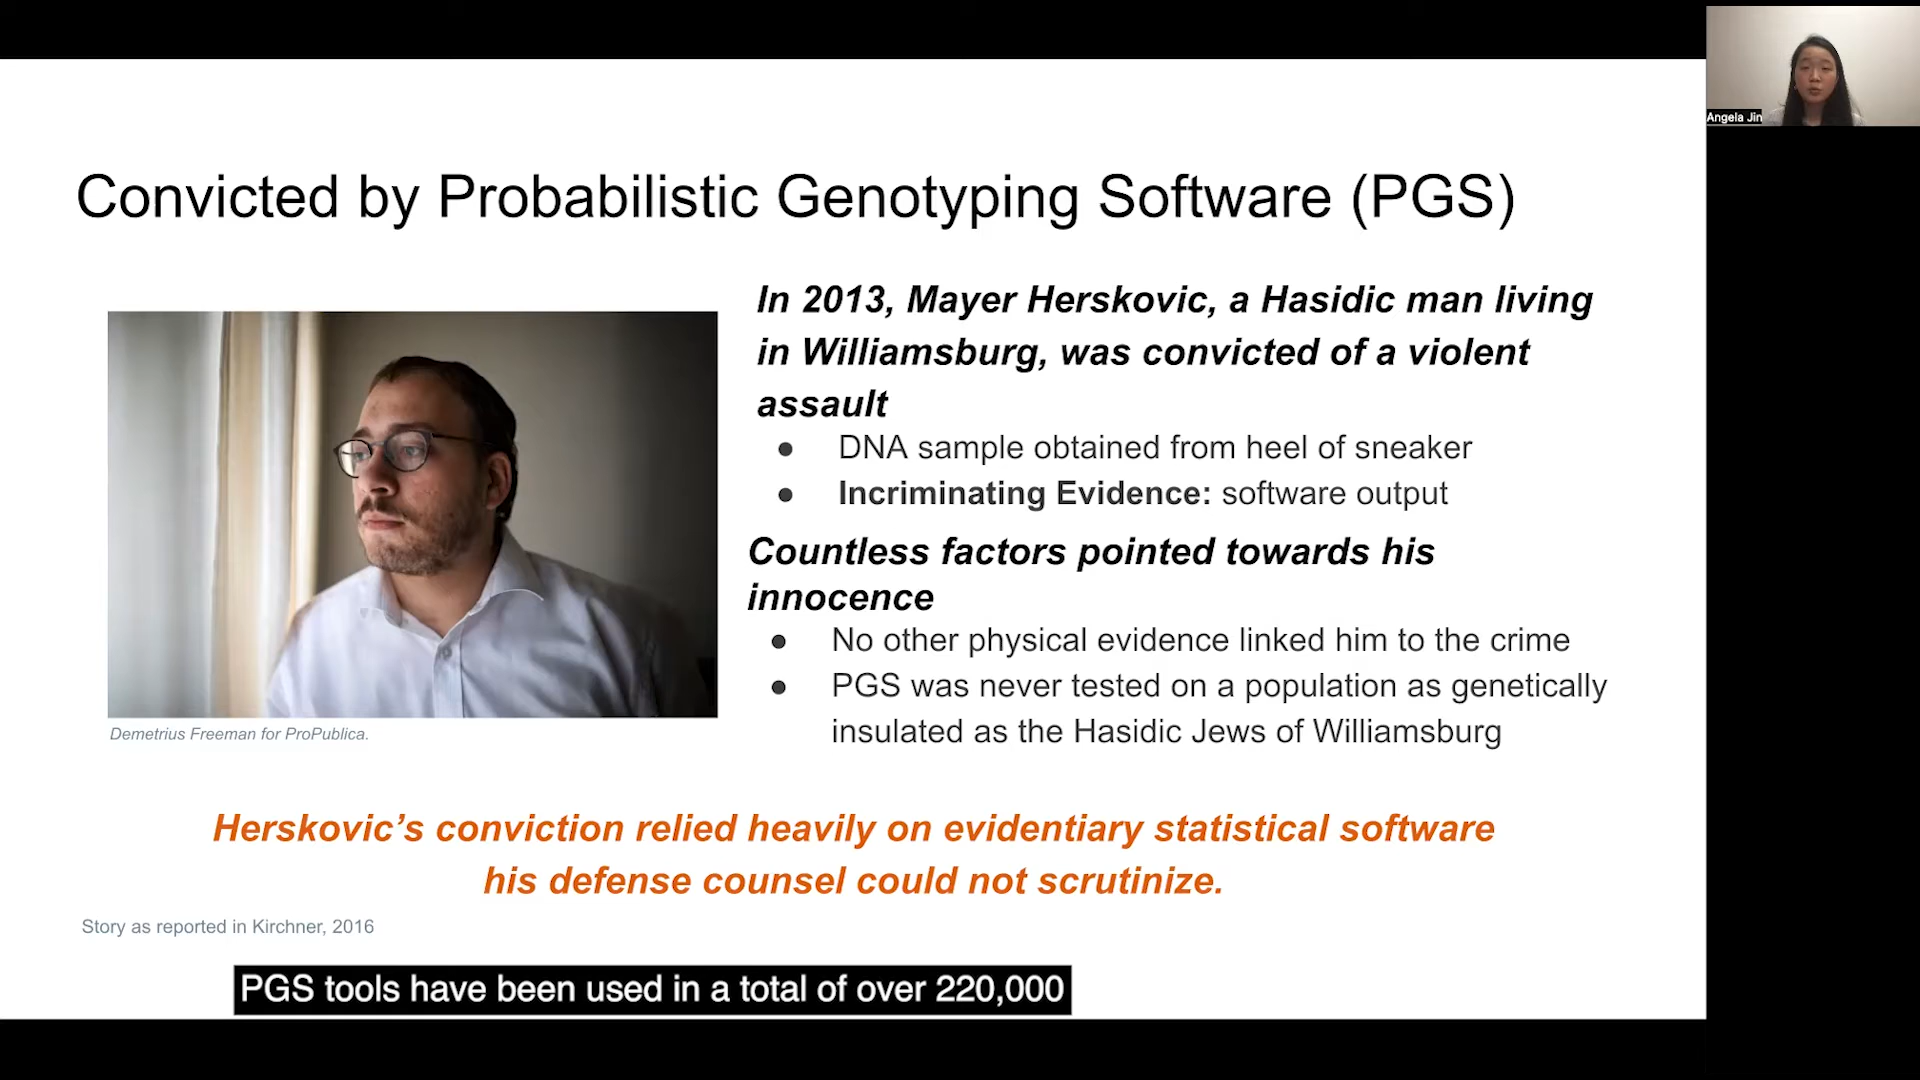 Angela Jin
Convicted by Probabilistic Genotyping Software (PGS)
In 2013, Mayer Herskovic, a Hasidic man living
in Williamsburg, was convicted of a violent
assault
● DNA sample obtained from heel of sneaker
● Incriminating Evidence: software output
Countless factors pointed towards his
innocence
● No other physical evidence linked him to the crime
● PGS was never tested on a population as genetically
insulated as the Hasidic Jews of Williamsburg
Demetrius Freeman for ProPublica.
Herskovic’s conviction relied heavily on evidentiary statistical software
his defense counsel could not scrutinize.
Story as reported in Kirchner, 2016
PGS tools have been used in a total of over 220,000